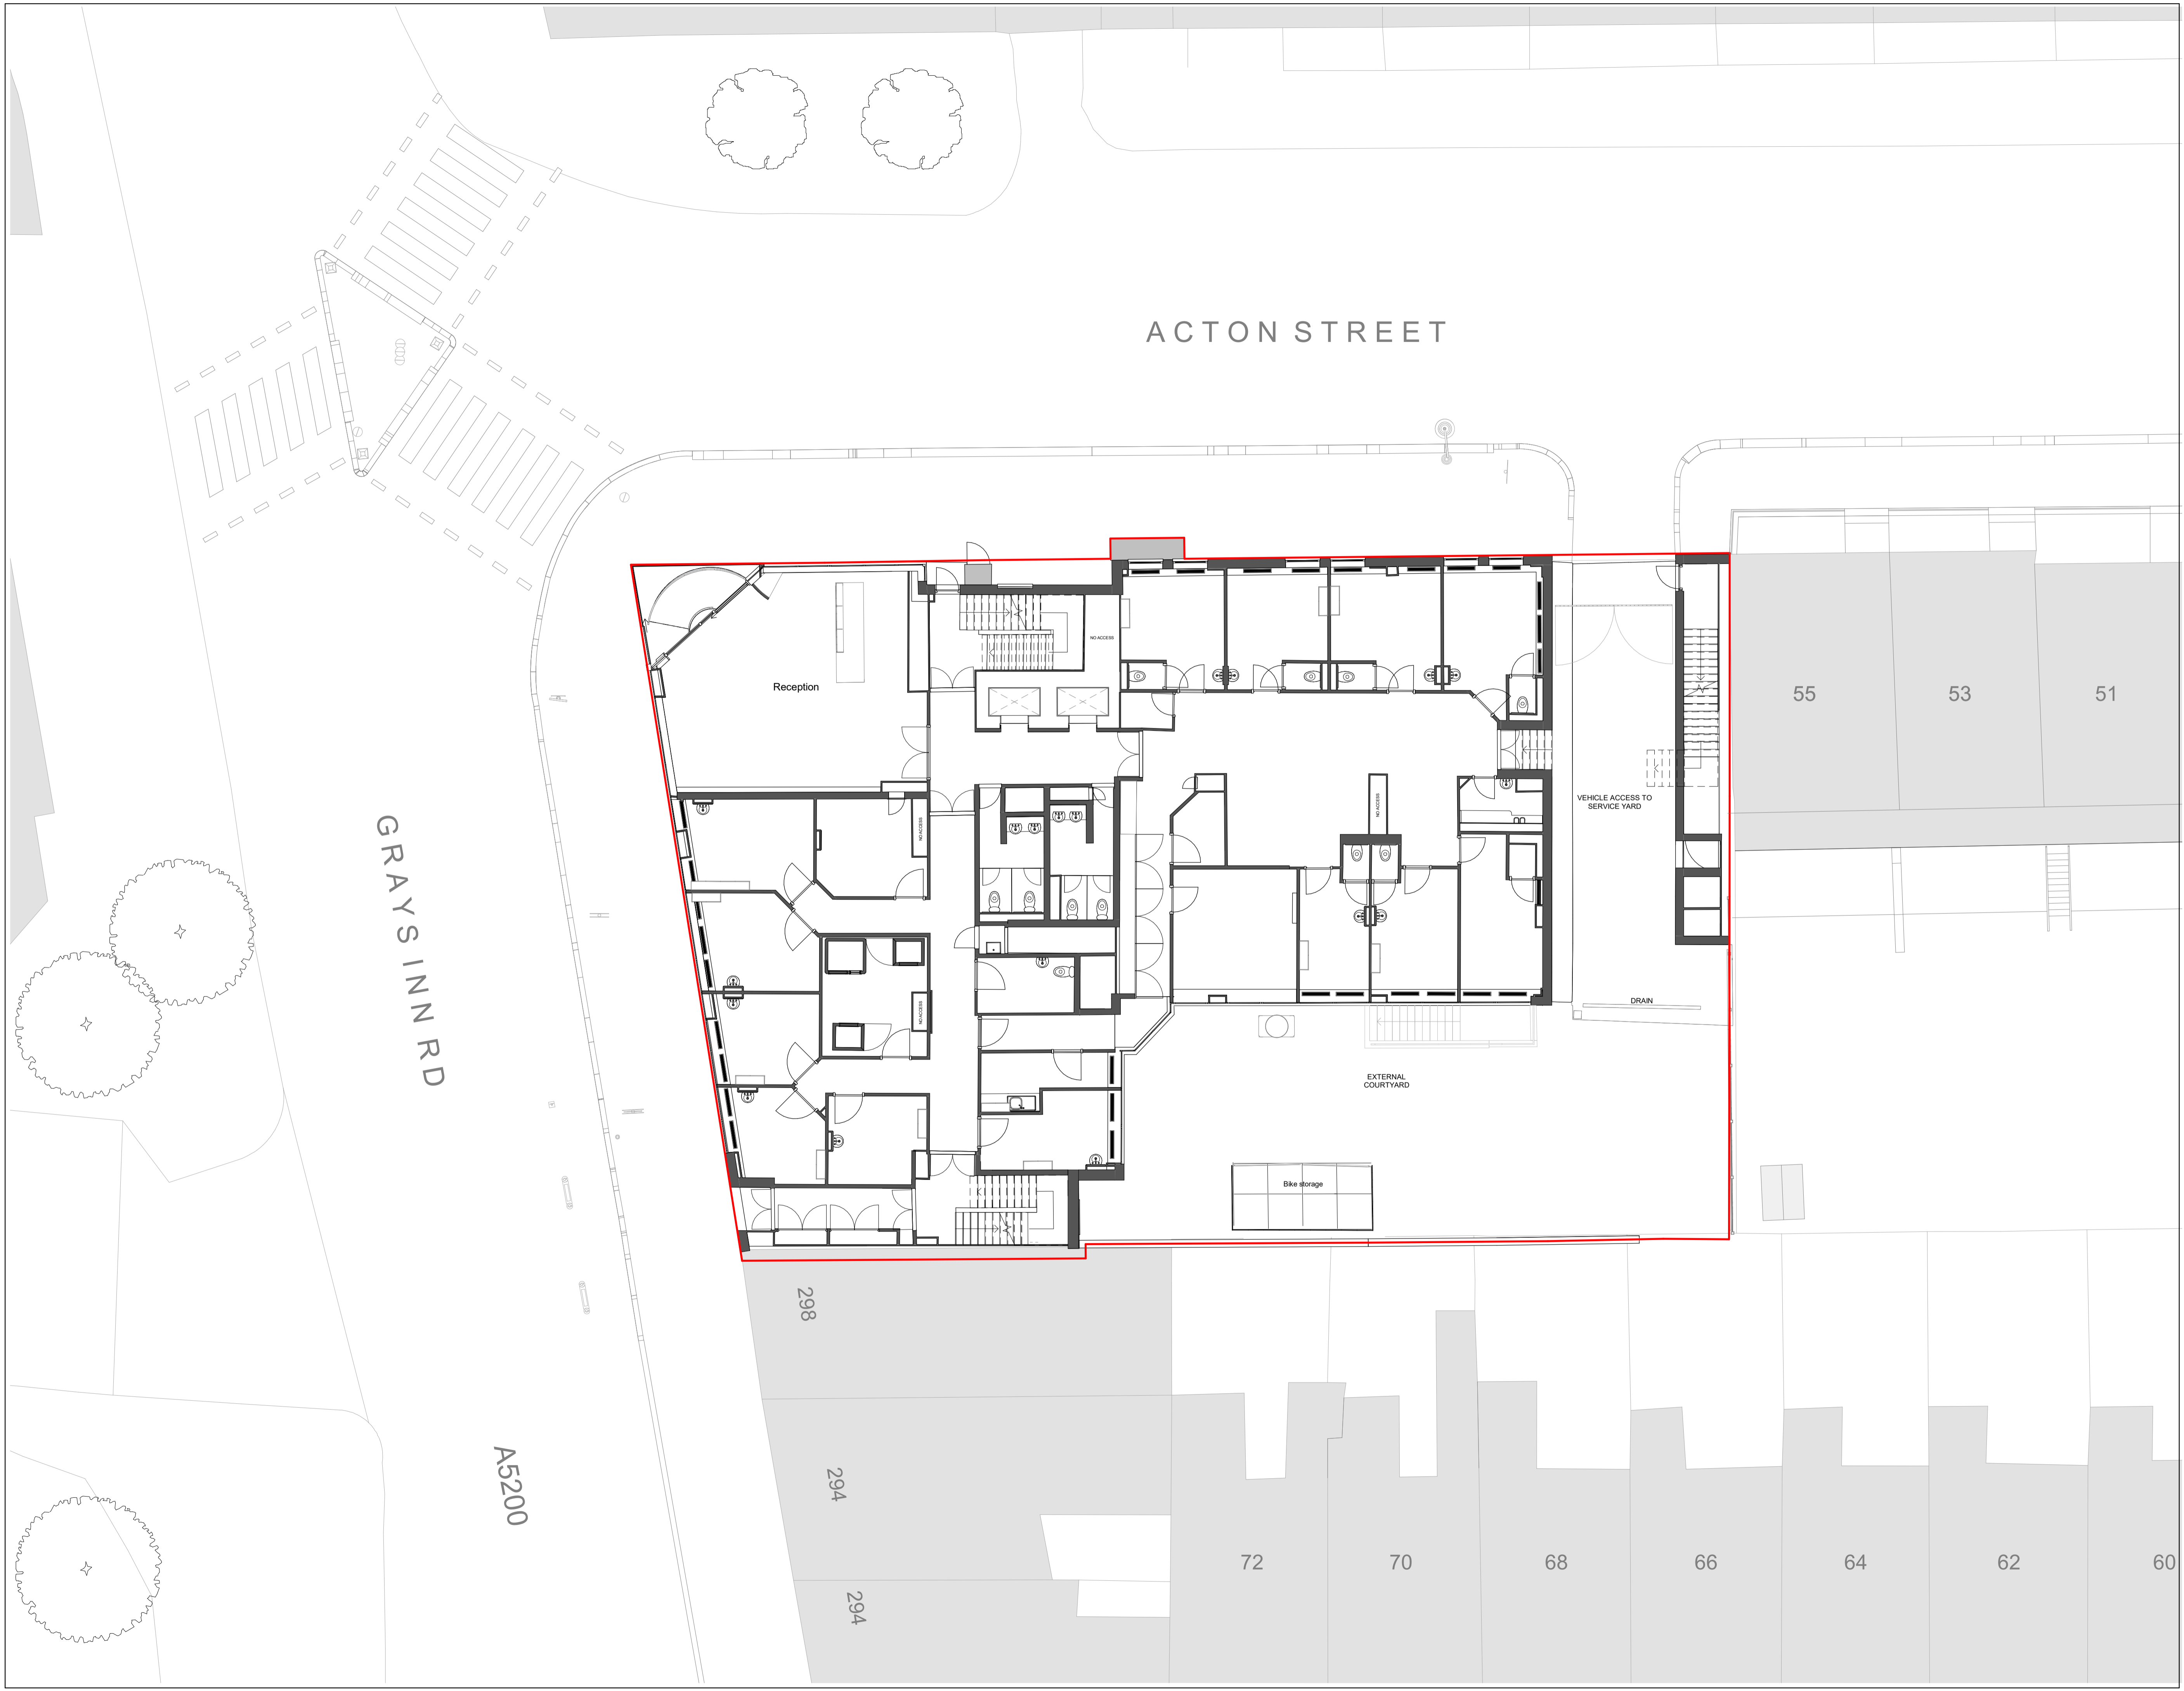 ACTON STREET
NO ACCESS
Reception
55
53
51
VEHICLE ACCESS TO
SERVICE YARD
NO ACCESS
NO ACCESS
GRAYS INN RD
NO ACCESS
DRAIN
EXTERNAL
COURTYARD
Bike storage
298
294
A5200
72
70
68
66
64
62
60
294